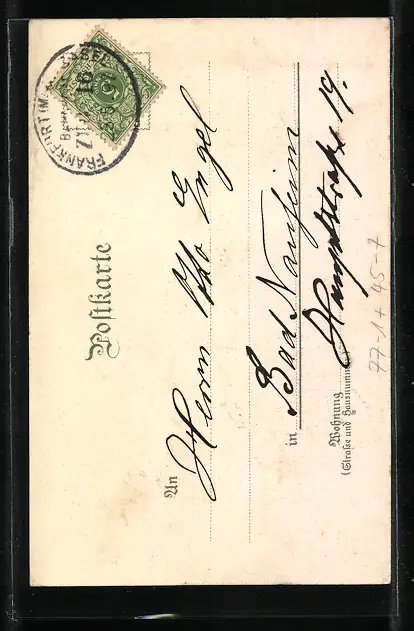 Postkarte
FRANKFURT (M.
An
Herrn Otto Engel
in Bad Nauheim
Hauptstraße 19.
Wohnung
(Straße und Hausnummer)
77-1+45-7